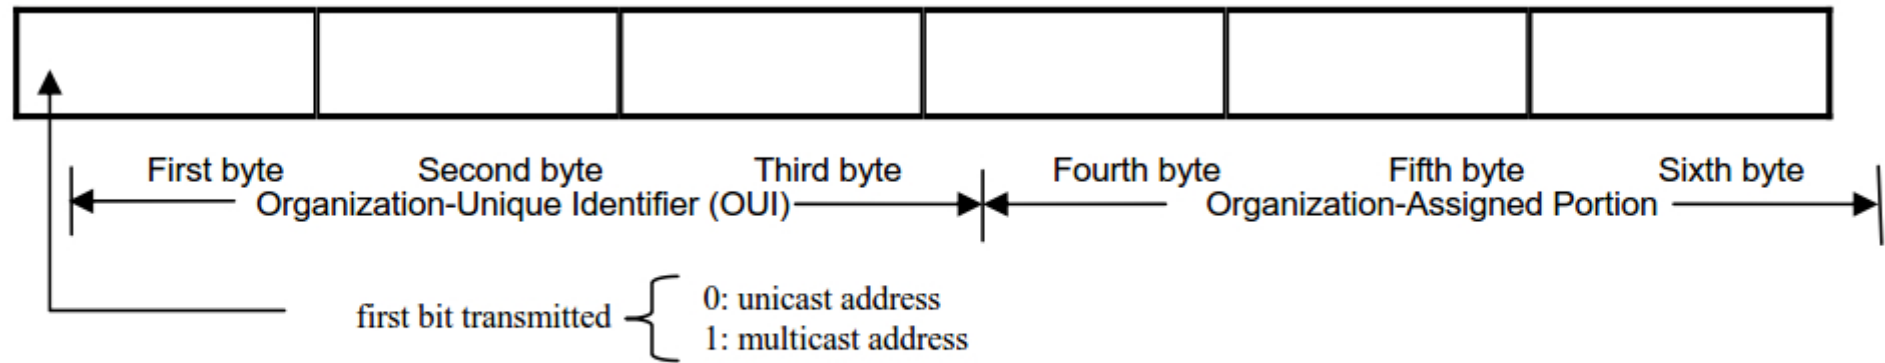 First byte Second byte Third byte Fourth byte Fifth byte Sixth byte
Organization-Unique Identifier (OUI) Organization-Assigned Portion
first bit transmitted
0: unicast address
1: multicast address